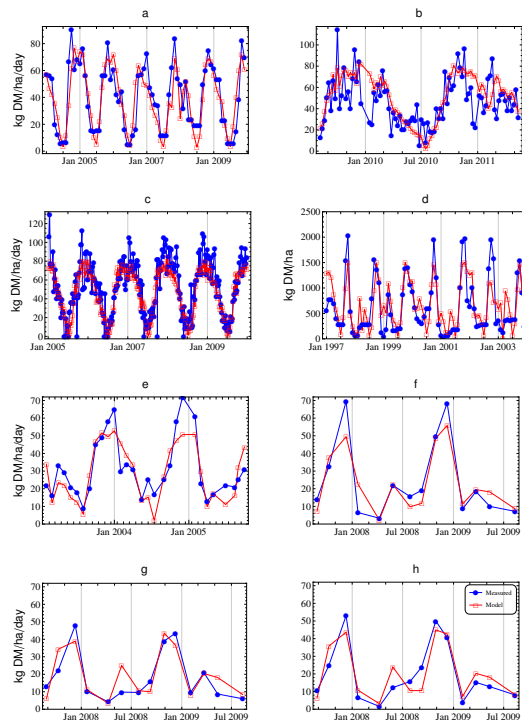 a
b
kg DM/ha/day
80
60
40
20
0
Jan 2005
Jan 2007
Jan 2009
100
80
60
40
20
0
Jan 2010
Jul 2010
Jan 2011
c
d
kg DM/ha/day
120
100
80
60
40
20
0
Jan 2005
Jan 2007
Jan 2009
kg DM/ha
2500
2000
1500
1000
500
0
Jan 1997
Jan 1999
Jan 2001
Jan 2003
e
f
kg DM/ha/day
70
60
50
40
30
20
10
0
Jan 2004
Jan 2005
70
60
50
40
30
20
10
0
Jan 2008
Jul 2008
Jan 2009
Jul 2009
g
h
kg DM/ha/day
70
60
50
40
30
20
10
0
Jan 2008
Jul 2008
Jan 2009
Jul 2009
70
60
50
40
30
20
10
0
Jan 2008
Jul 2008
Jan 2009
Jul 2009
Measured
Model